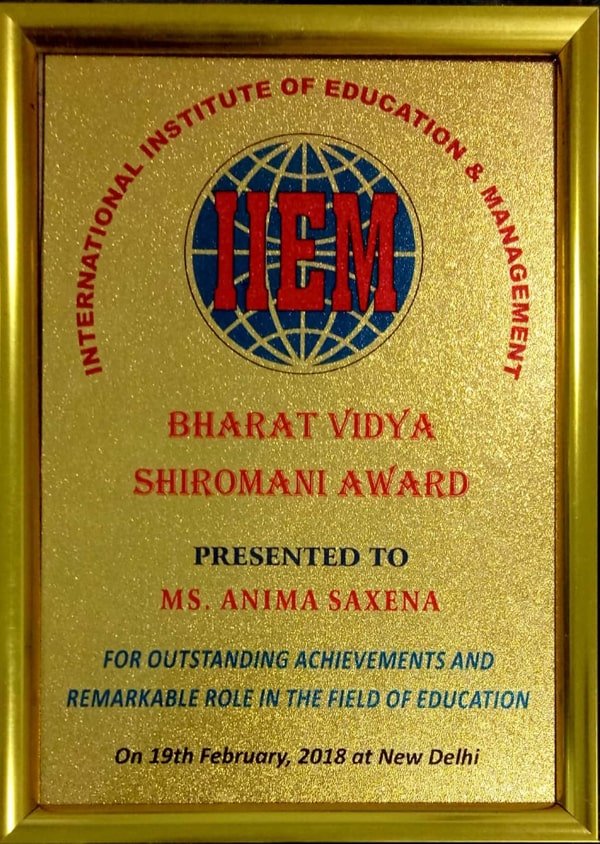 INTERNATIONAL INSTITUTE OF EDUCATION & MANAGEMENT
IIEM
BHARAT VIDYA
SHIROMANI AWARD
PRESENTED TO
MS. ANIMA SAXENA
FOR OUTSTANDING ACHIEVEMENTS AND
REMARKABLE ROLE IN THE FIELD OF EDUCATION
On 19th February, 2018 at New Delhi